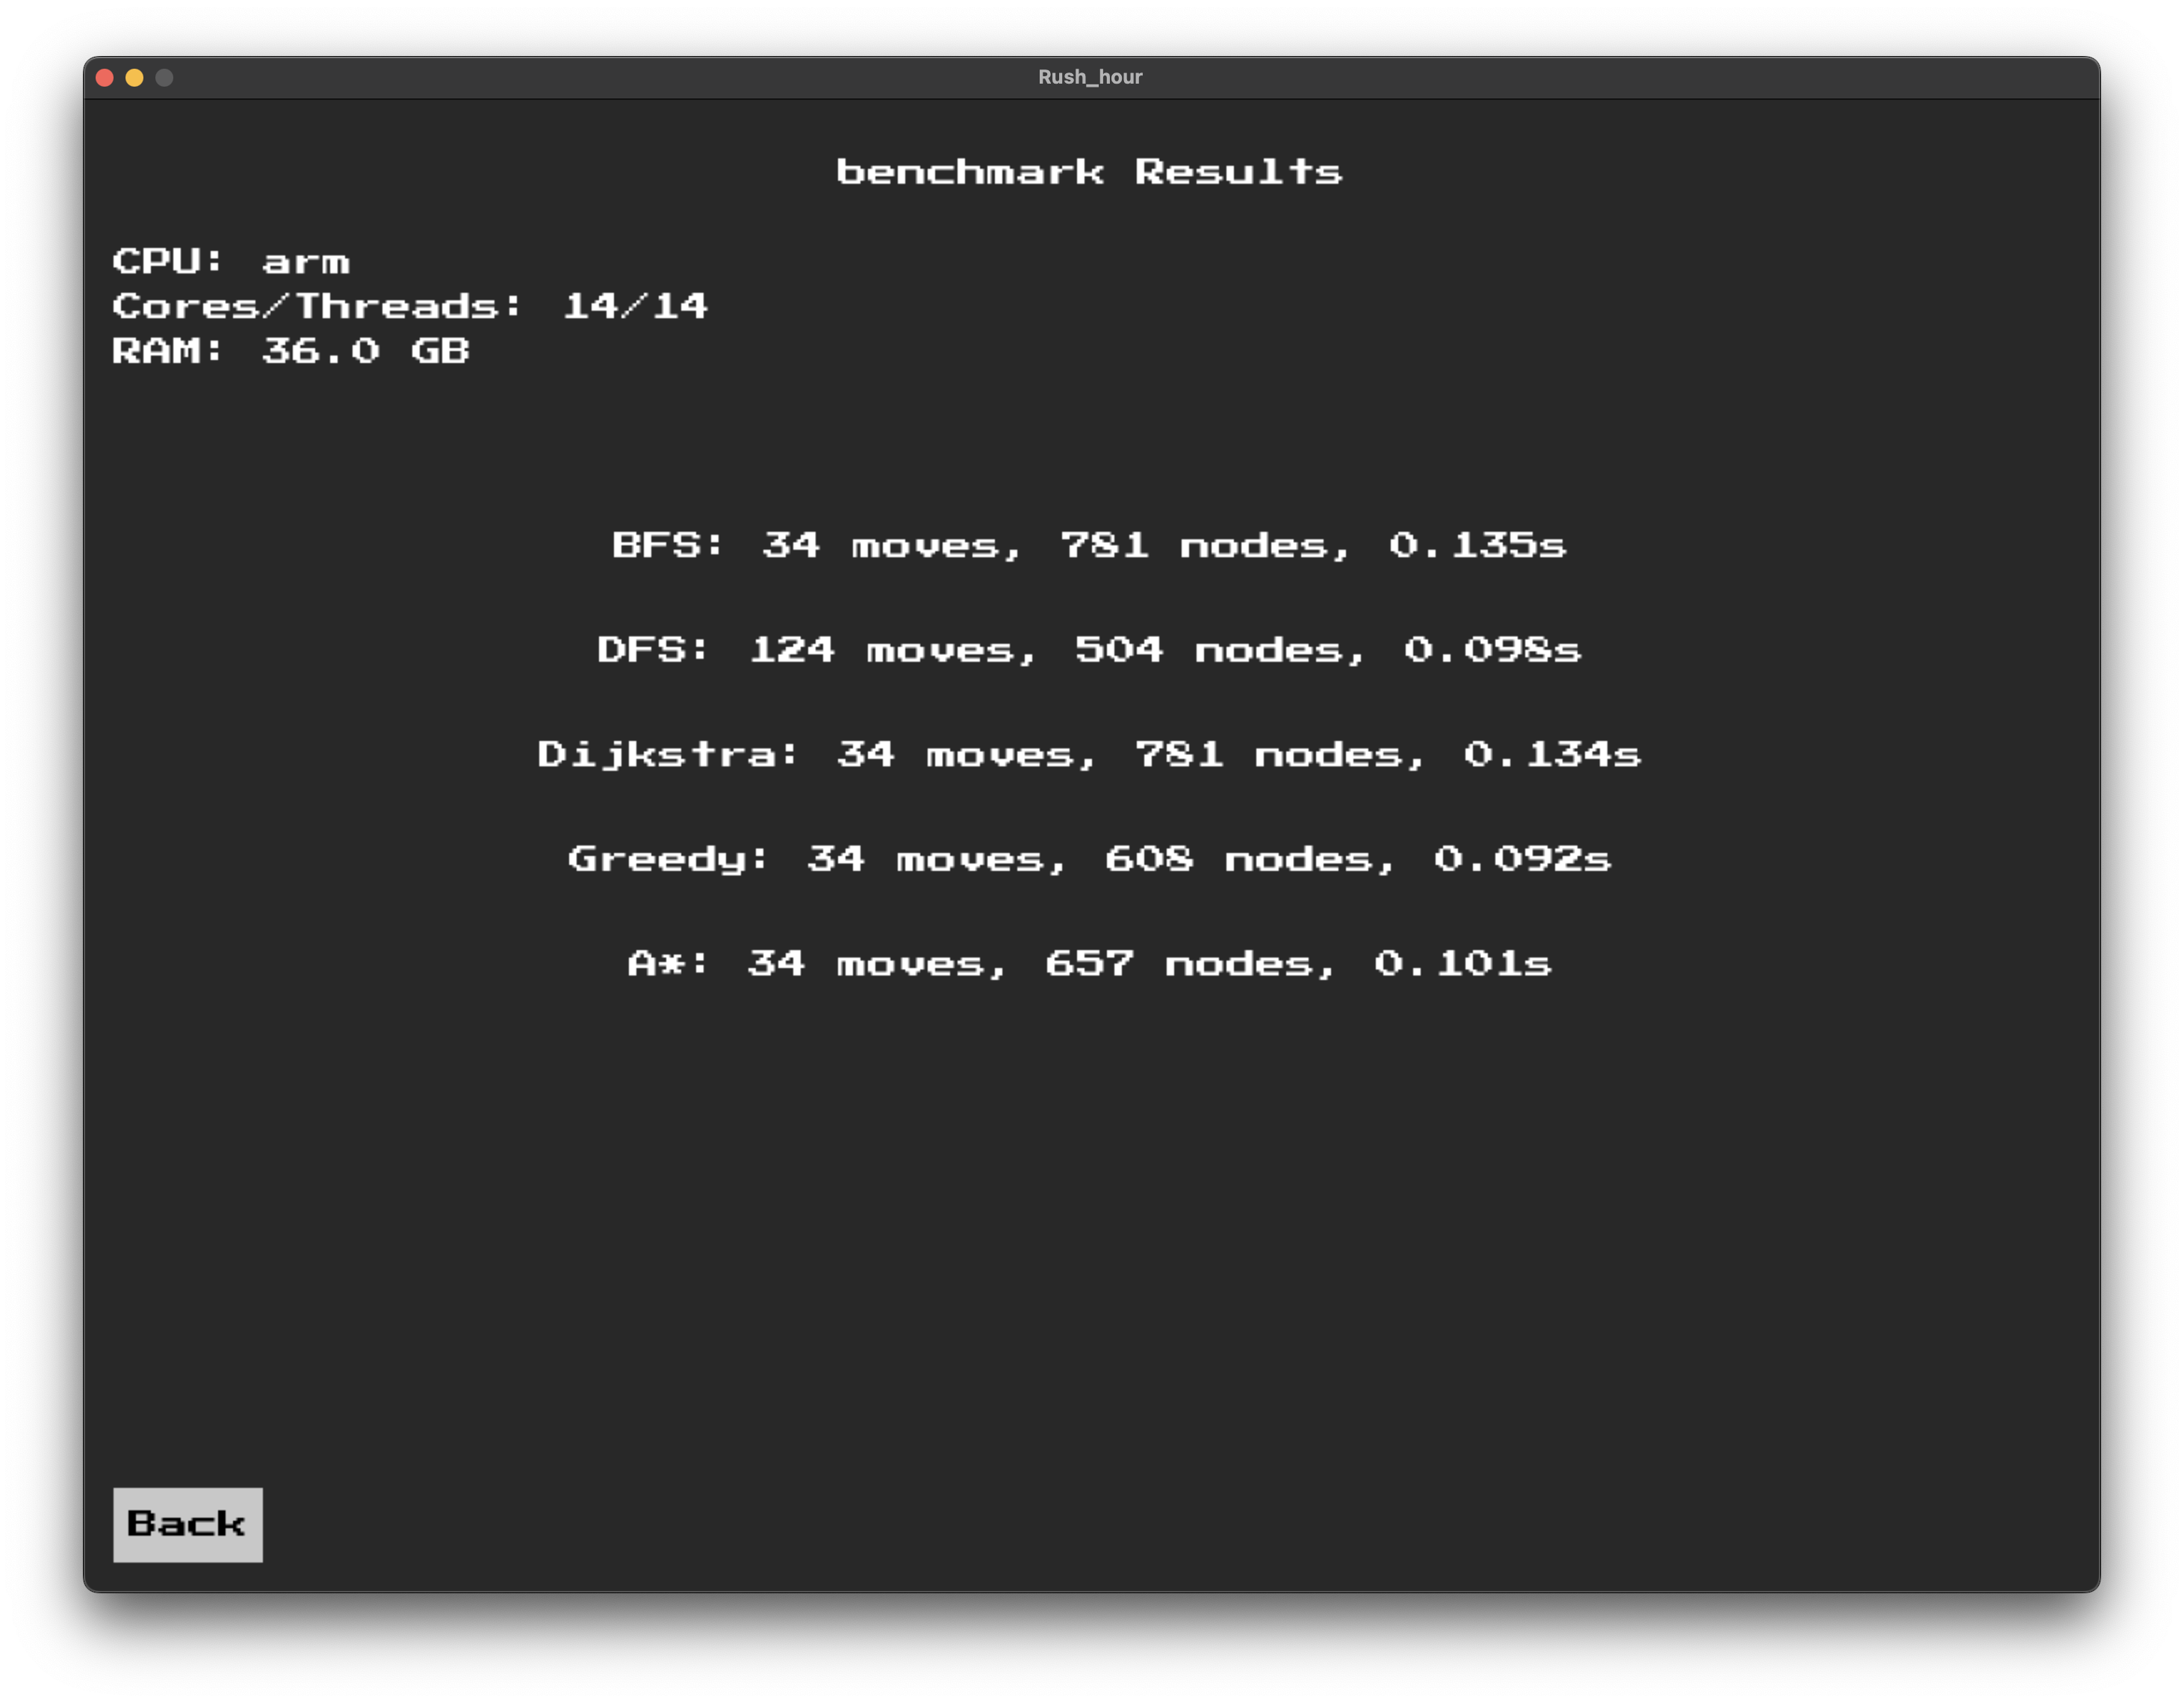 Rush_hour
benchmark Results
CPU: arm
Cores/Threads: 14/14
RAM: 36.0 GB
BFS: 34 moves, 781 nodes, 0.135s
DFS: 124 moves, 504 nodes, 0.098s
Dijkstra: 34 moves, 781 nodes, 0.134s
Greedy: 34 moves, 608 nodes, 0.092s
A*: 34 moves, 657 nodes, 0.101s
Back